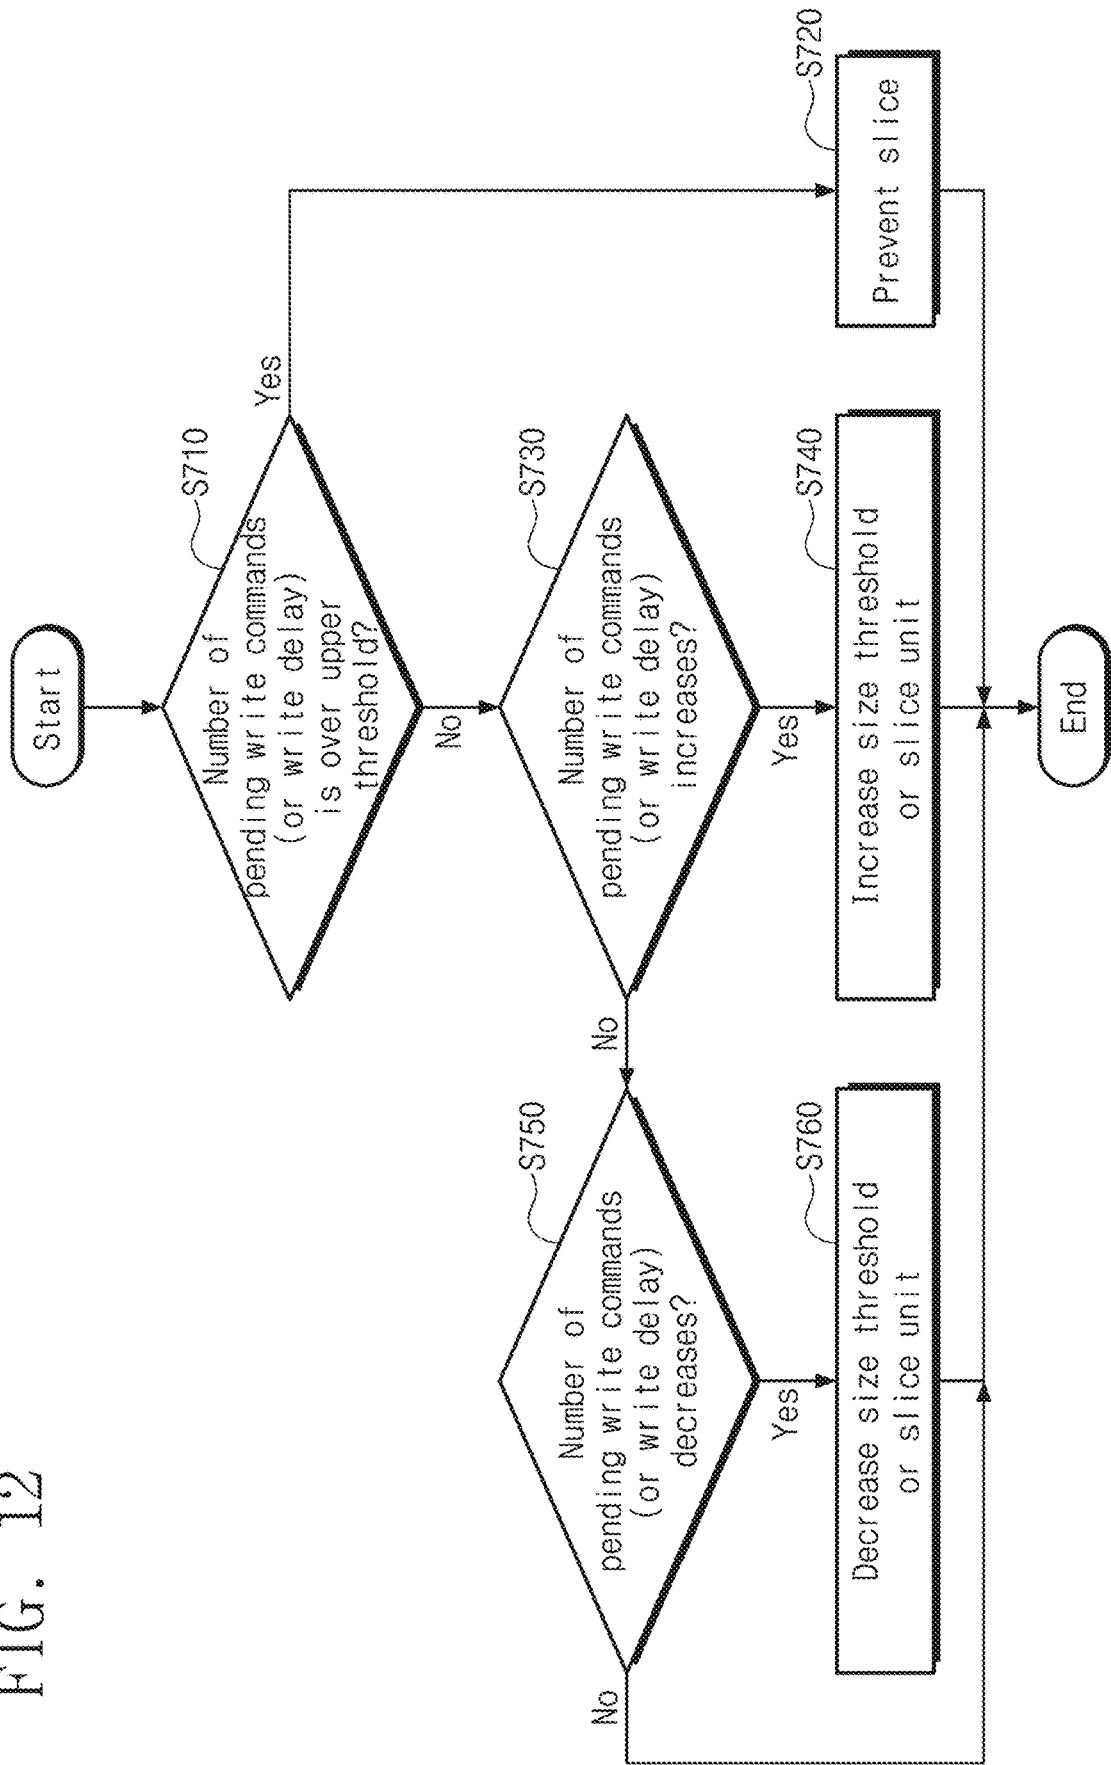 FIG. 12
Start
S710
Number of
pending write commands
(or write delay)
is over upper
threshold?
Yes
No
S730
Number of
pending write commands
(or write delay)
increases?
No
Yes
S750
Number of
pending write commands
(or write delay)
decreases?
No
Yes
S760
Decrease size threshold
or slice unit
S740
Increase size threshold
or slice unit
S720
Prevent slice
End